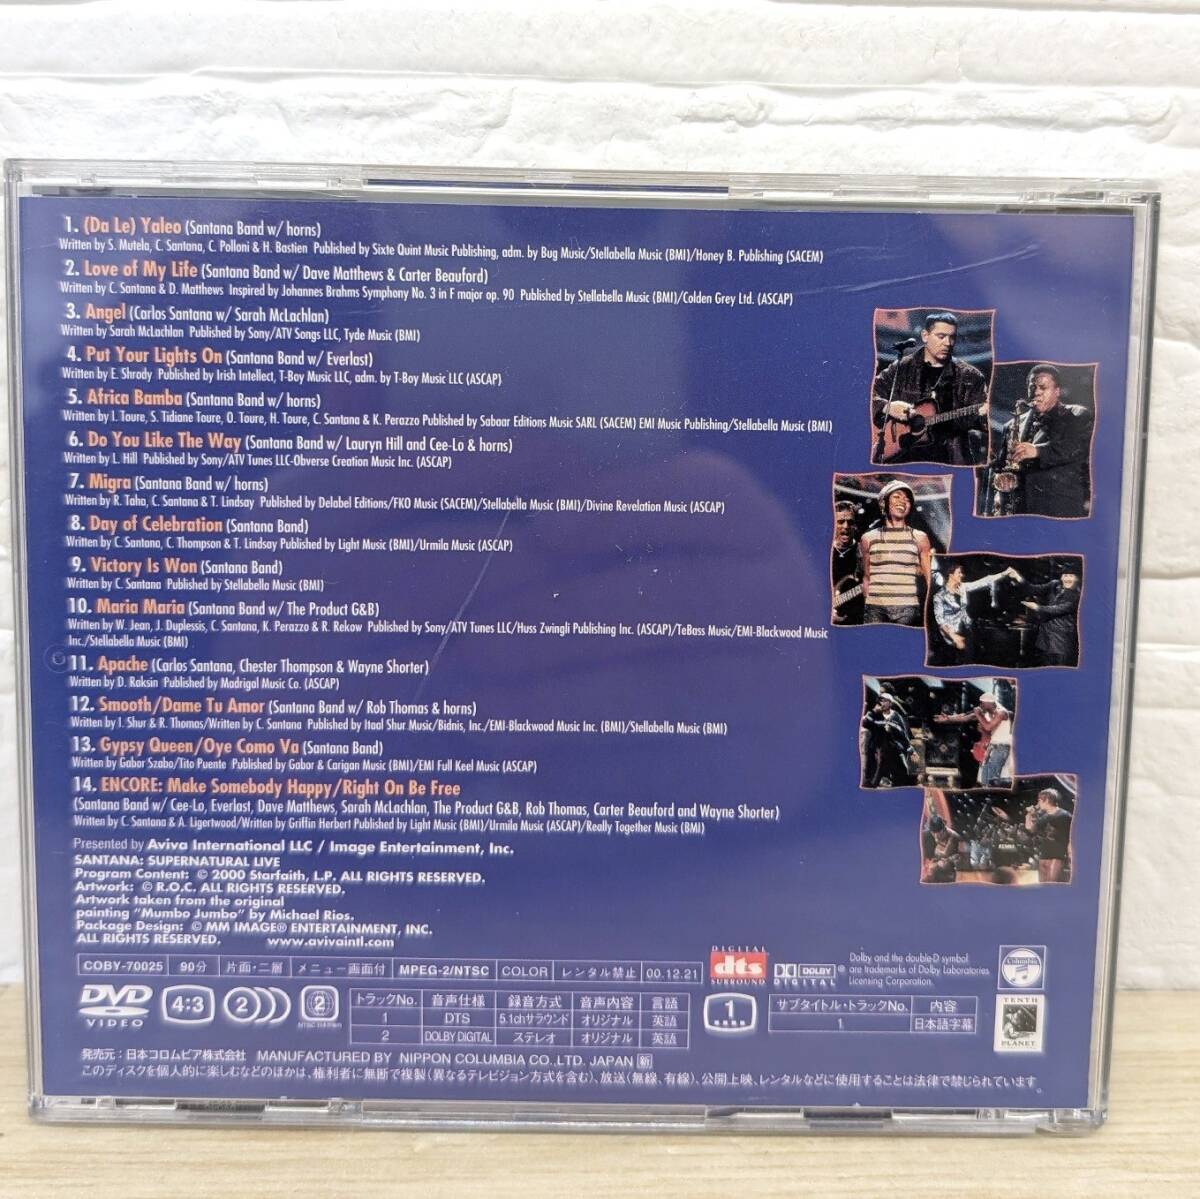 1. (Da Le) Yaleo (Santana Band w/ horns)
Written by S. Mutela, C. Santana, C. Polloni & H. Bastien Published by Sixte Quint Music Publishing, adm. by Bug Music/Stellabella Music (BMI)/Honey B. Publishing (SACEM)
2. Love of My Life (Santana Band w/ Dave Matthews & Carter Beauford)
Written by C. Santana & D. Matthews Inspired by Johannes Brahms Symphony No. 3 in F major op. 90 Published by Stellabella Music (BMI)/Colden Grey Ltd. (ASCAP)
3. Angel (Carlos Santana w/ Sarah McLachlan)
Written by Sarah McLachlan Published by Sony/ATV Songs LLC, Tyde Music (BMI)
4. Put Your Lights On (Santana Band w/ Everlast)
Written by E. Shrody Published by Irish Intellect, T-Boy Music LLC, adm. by T-Boy Music LLC (ASCAP)
5. Africa Bamba (Santana Band w/ horns)
Written by I. Toure, S. Tidiane Toure, O. Toure, H. Toure, C. Santana & K. Perazzo Published by Sabaar Editions Music SARL (SACEM) EMI Music Publishing/Stellabella Music (BMI)
6. Do You Like The Way (Santana Band w/ Lauryn Hill and Cee-Lo & horns)
Written by L. Hill Published by Sony/ATV Tunes LLC-Obverse Creation Music Inc. (ASCAP)
7. Migra (Santana Band w/ horns)
Written by R. Taha, C. Santana & T. Lindsay Published by Delabel Editions/FKO Music (SACEM)/Stellabella Music (BMI)/Divine Revelation Music (ASCAP)
8. Day of Celebration (Santana Band)
Written by C. Santana, C. Thompson & T. Lindsay Published by Light Music (BMI)/Urmila Music (ASCAP)
9. Victory Is Won (Santana Band)
Written by C. Santana Published by Stellabella Music (BMI)
10. Maria Maria (Santana Band w/ The Product G&B)
Written by W. Jean, J. Duplessis, C. Santana, K. Perazzo & R. Rekow Published by Sony/ATV Tunes LLC/Huss Zwingli Publishing Inc. (ASCAP)/TeBass Music/EMI-Blackwood Music
Inc./Stellabella Music (BMI)
11. Apache (Carlos Santana, Chester Thompson & Wayne Shorter)
Written by D. Raksin Published by Madrigal Music Co. (ASCAP)
12. Smooth/Dame Tu Amor (Santana Band w/ Rob Thomas & horns)
Written by I. Shur & R. Thomas/Written by C. Santana Published by Itaal Shur Music/Bidnis, Inc./EMI-Blackwood Music Inc. (BMI)/Stellabella Music (BMI)
13. Gypsy Queen/Oye Como Va (Santana Band)
Written by Gabor Szabo/Tito Puente Published by Gabor & Carigan Music (BMI)/EMI Full Keel Music (ASCAP)
14. ENCORE: Make Somebody Happy/Right On Be Free
(Santana Band w/ Cee-Lo, Everlast, Dave Matthews, Sarah McLachlan, The Product G&B, Rob Thomas, Carter Beauford and Wayne Shorter)
Written by C. Santana & A. Ligertwood/Written by Griffin Herbert Published by Light Music (BMI)/Urmila Music (ASCAP)/Really Together Music (BMI)
Presented by Aviva International LLC / Image Entertainment, Inc.
SANTANA: SUPERNATURAL LIVE
Program Content: © 2000 Starfaith, L.P. ALL RIGHTS RESERVED.
Artwork: © R.O.C. ALL RIGHTS RESERVED.
Artwork taken from the original
painting "Mumbo Jumbo" by Michael Rios.
Package Design: © MM IMAGE® ENTERTAINMENT, INC.
ALL RIGHTS RESERVED. www.avivaintl.com
COBY-70025 90分 片面・二層 メニュー画面付 MPEG-2/NTSC COLOR レンタル禁止 00.12.21
DIGITAL dts SURROUND
DOLBY DIGITAL ®
Dolby and the double-D symbol
are trademarks of Dolby Laboratories
Licensing Corporation.
Columbia
DVD VIDEO
4:3
2
2
NTSC
トラックNo. 音声仕様 録音方式 音声内容 言語
1 DTS 5.1chサラウンド オリジナル 英語
2 DOLBY DIGITAL ステレオ オリジナル 英語
1
サブタイトル・トラックNo. 内容
1 日本語字幕
TENTH PLANET
発売元：日本コロムビア株式会社 MANUFACTURED BY NIPPON COLUMBIA CO., LTD. JAPAN 新
このディスクを個人的に楽しむなどのほかは、権利者に無断で複製(異なるテレビジョン方式を含む)、放送(無線、有線)、公開上映、レンタルなどに使用することは法律で禁じられています。